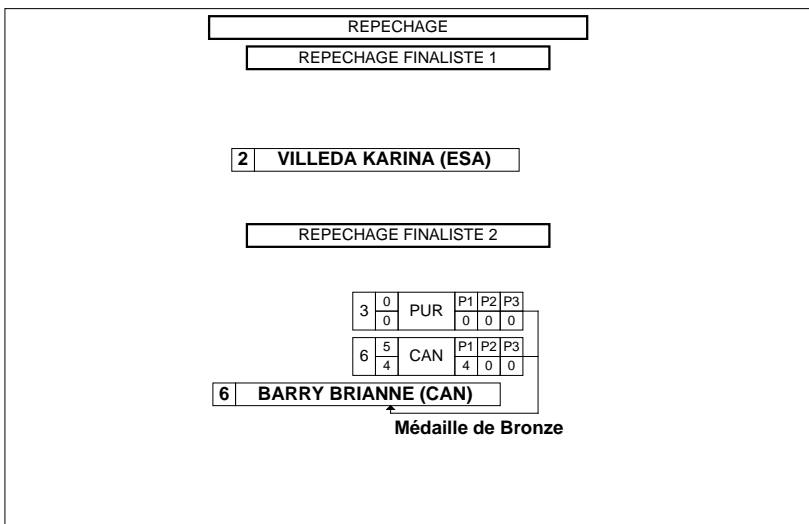 REPECHAGE
REPECHAGE FINALISTE 1
2 VILLEDA KARINA (ESA)
REPECHAGE FINALISTE 2
3 0 PUR P1 P2 P3
0 0 0 0
6 5 CAN P1 P2 P3
4 4 0 0
6 BARRY BRIANNE (CAN)
Médaille de Bronze